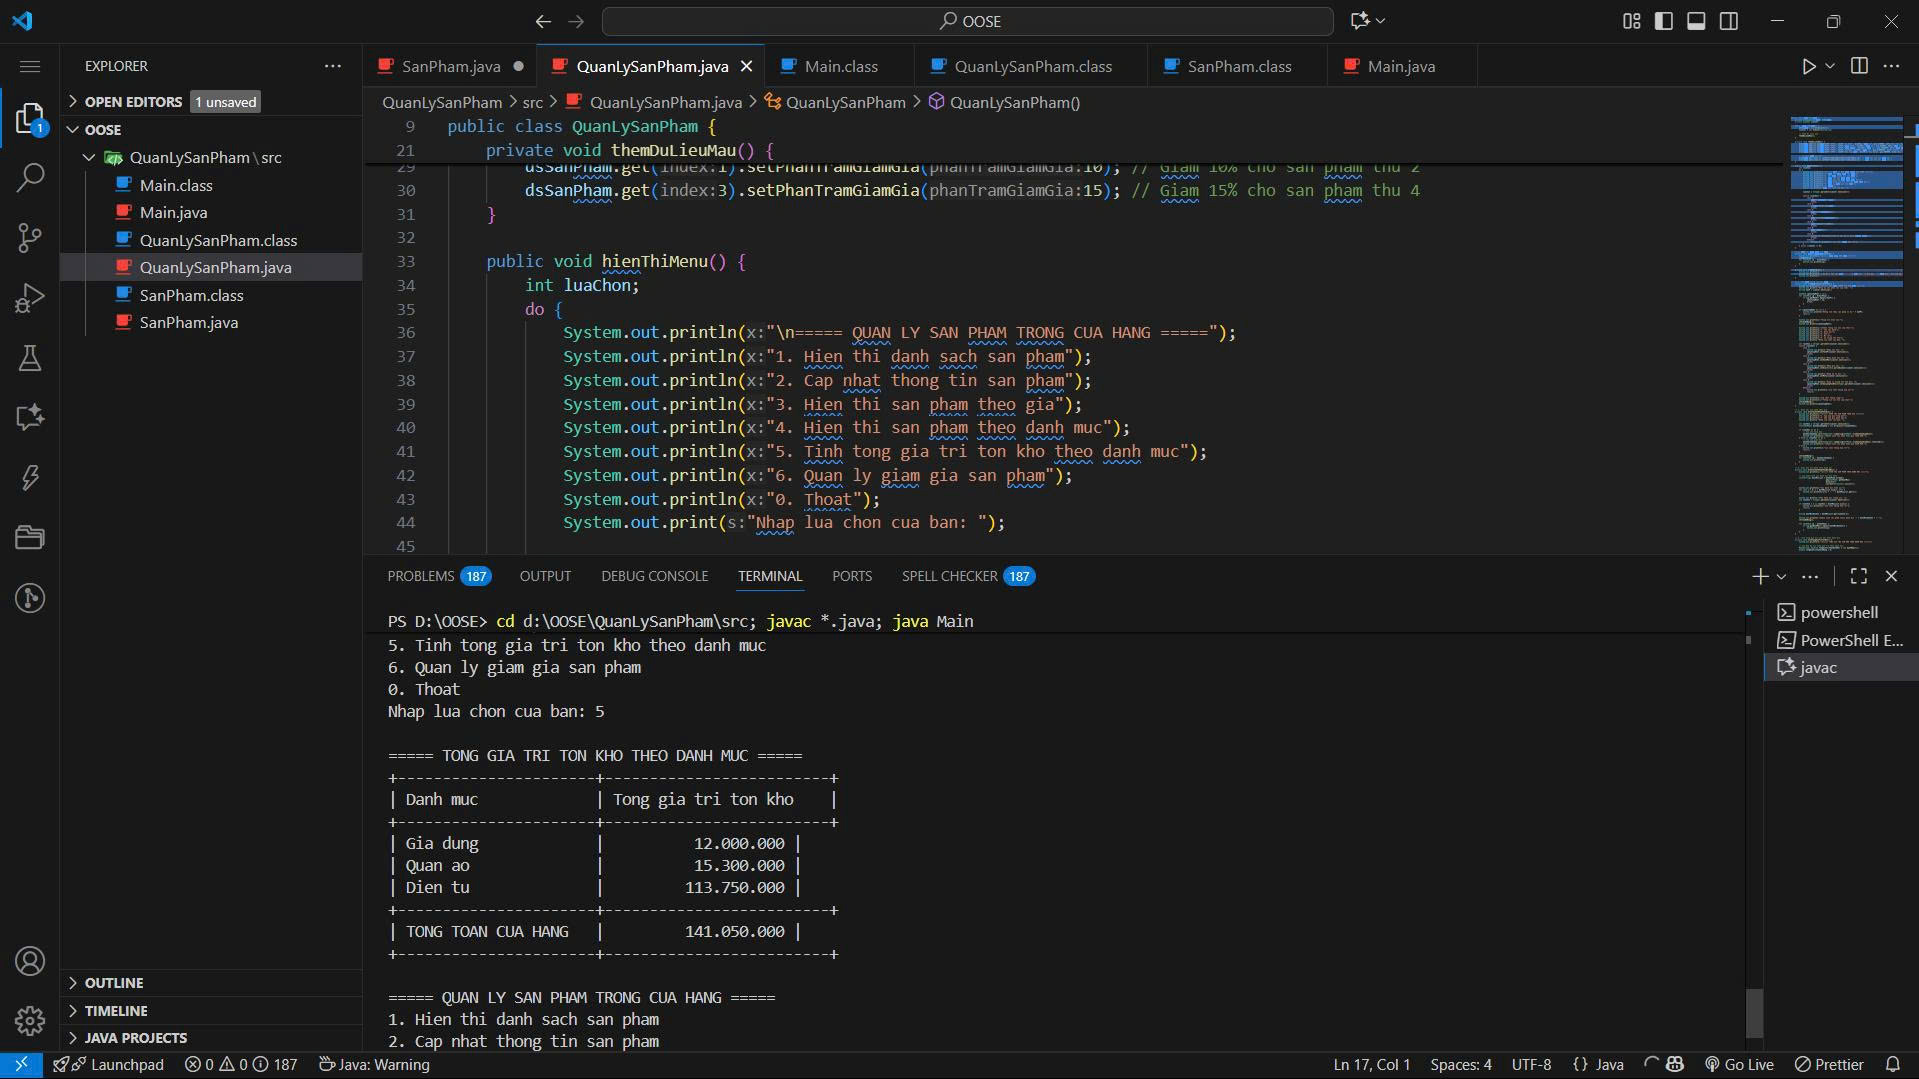 OOSE
EXPLORER
OPEN EDITORS 1 unsaved
OOSE
QuanLySanPham\src
Main.class
Main.java
QuanLySanPham.class
QuanLySanPham.java
SanPham.class
SanPham.java
OUTLINE
TIMELINE
JAVA PROJECTS
1
SanPham.java QuanLySanPham.java Main.class QuanLySanPham.class SanPham.class Main.java
QuanLySanPham > src > QuanLySanPham.java > QuanLySanPham > QuanLySanPham()
9 public class QuanLySanPham {
21 private void themDuLieuMau() {
29 dsSanPham.get(index:1).setPhanTramGiamGia(phanTramGiamGia:10); // Giam 10% cho san pham thu 2
30 dsSanPham.get(index:3).setPhanTramGiamGia(phanTramGiamGia:15); // Giam 15% cho san pham thu 4
31 }
32
33 public void hienThiMenu() {
34 int luaChon;
35 do {
36 System.out.println(x:"\n===== QUAN LY SAN PHAM TRONG CUA HANG =====");
37 System.out.println(x:"1. Hien thi danh sach san pham");
38 System.out.println(x:"2. Cap nhat thong tin san pham");
39 System.out.println(x:"3. Hien thi san pham theo gia");
40 System.out.println(x:"4. Hien thi san pham theo danh muc");
41 System.out.println(x:"5. Tinh tong gia tri ton kho theo danh muc");
42 System.out.println(x:"6. Quan ly giam gia san pham");
43 System.out.println(x:"0. Thoat");
44 System.out.print(s:"Nhap lua chon cua ban: ");
45
PROBLEMS 187 OUTPUT DEBUG CONSOLE TERMINAL PORTS SPELL CHECKER 187
PS D:\OOSE> cd d:\OOSE\QuanLySanPham\src; javac *.java; java Main
5. Tinh tong gia tri ton kho theo danh muc
6. Quan ly giam gia san pham
0. Thoat
Nhap lua chon cua ban: 5
===== TONG GIA TRI TON KHO THEO DANH MUC =====
+----------------------+-------------------------+
| Danh muc | Tong gia tri ton kho |
+----------------------+-------------------------+
| Gia dung | 12.000.000 |
| Quan ao | 15.300.000 |
| Dien tu | 113.750.000 |
+----------------------+-------------------------+
| TONG TOAN CUA HANG | 141.050.000 |
+----------------------+-------------------------+
===== QUAN LY SAN PHAM TRONG CUA HANG =====
1. Hien thi danh sach san pham
2. Cap nhat thong tin san pham
powershell
PowerShell E...
javac
Launchpad 0 0 187 Java: Warning Ln 17, Col 1 Spaces: 4 UTF-8 {} Java Go Live Prettier